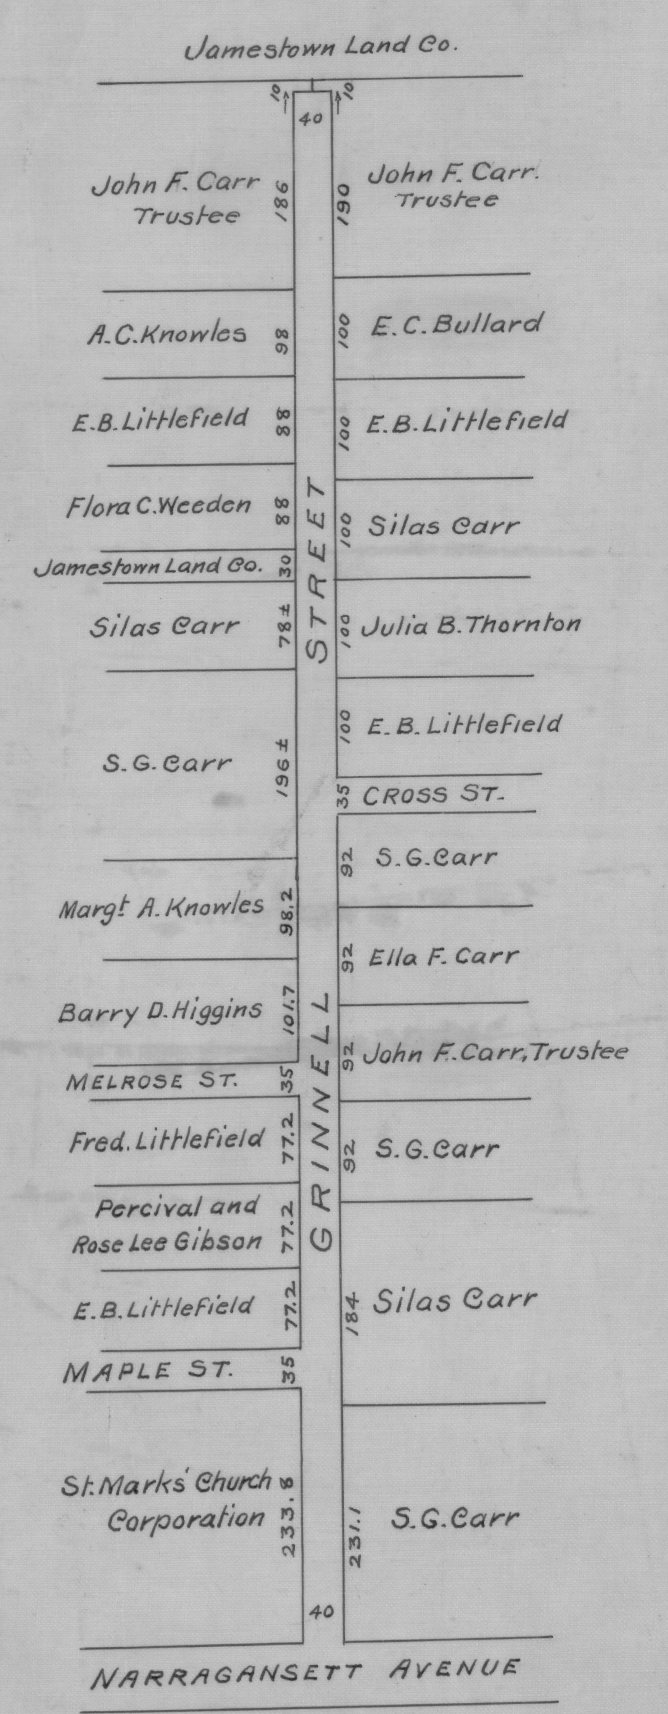 Jamestown Land Co.
10 10
40
John F. Carr
Trustee
186
190
John F. Carr.
Trustee
A.C. Knowles 98
100 E.C. Bullard
E.B. Littlefield 88
100 E.B. Littlefield
Flora C. Weeden 88
100 Silas Carr
Jamestown Land Co. 30
Silas Carr 78±
100 Julia B. Thornton
S.G. Carr 196±
100 E.B. Littlefield
35 CROSS ST.
92 S.G. Carr
Margt A. Knowles 98.2
92 Ella F. Carr
Barry D. Higgins 101.7
92 John F. Carr, Trustee
MELROSE ST. 35
Fred. Littlefield 77.2
92 S.G. Carr
Percival and
Rose Lee Gibson 77.2
GRINNELL STREET
E.B. Littlefield 77.2
184 Silas Carr
MAPLE ST. 35
St. Marks' Church
Corporation 233.8
231.1 S.G. Carr
40
NARRAGANSETT AVENUE